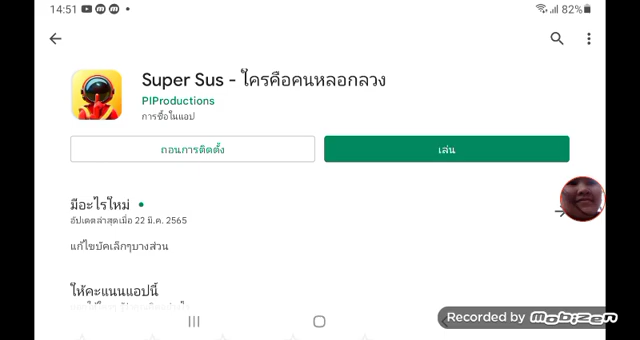 14:51
82%
Super Sus - ใครคือคนหลอกลวง
PIProductions
การซื้อในแอป
ถอนการติดตั้ง
เล่น
มีอะไรใหม่
อัปเดตล่าสุดเมื่อ 22 มี.ค. 2565
แก้ไขบัคเล็กๆบางส่วน
ให้คะแนนแอปนี้
Recorded by Mobizen